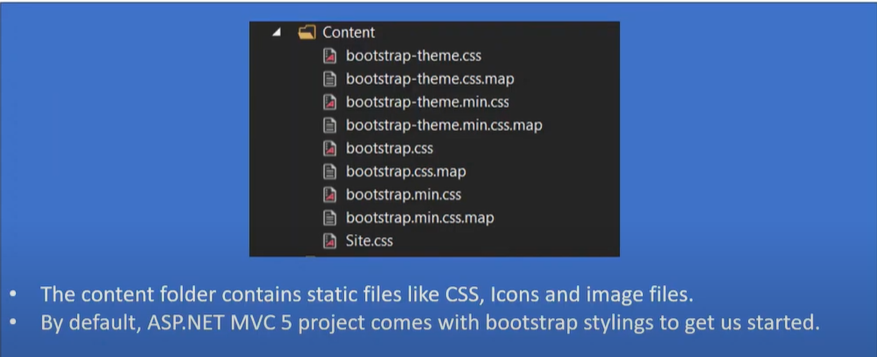 Content
bootstrap-theme.css
bootstrap-theme.css.map
bootstrap-theme.min.css
bootstrap-theme.min.css.map
bootstrap.css
bootstrap.css.map
bootstrap.min.css
bootstrap.min.css.map
Site.css
• The content folder contains static files like CSS, Icons and image files.
• By default, ASP.NET MVC 5 project comes with bootstrap stylings to get us started.